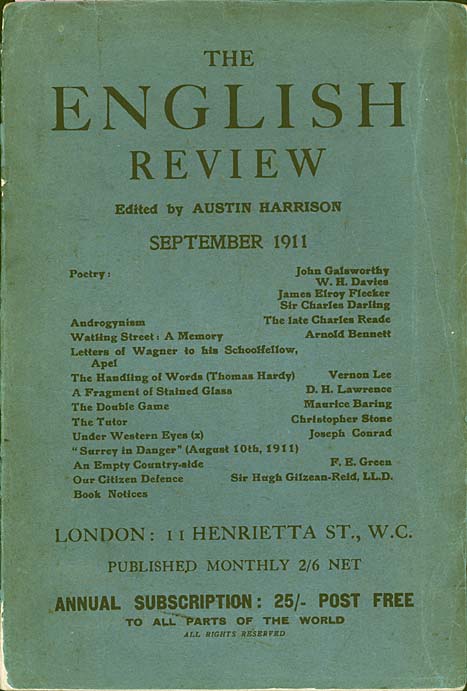 THE
ENGLISH
REVIEW
Edited by AUSTIN HARRISON
SEPTEMBER 1911
Poetry: John Galsworthy
W. H. Davies
James Elroy Flecker
Sir Charles Darling
Androgynism The late Charles Reade
Watling Street: A Memory Arnold Bennett
Letters of Wagner to his Schoolfellow,
Apel
The Handling of Words (Thomas Hardy) Vernon Lee
A Fragment of Stained Glass D. H. Lawrence
The Double Game Maurice Baring
The Tutor Christopher Stone
Under Western Eyes (x) Joseph Conrad
"Surrey in Danger" (August 10th, 1911)
An Empty Country-side F. E. Green
Our Citizen Defence Sir Hugh Gilzean-Reid, LL.D.
Book Notices
LONDON: 11 HENRIETTA ST., W.C.
PUBLISHED MONTHLY 2/6 NET
ANNUAL SUBSCRIPTION: 25/- POST FREE
TO ALL PARTS OF THE WORLD
ALL RIGHTS RESERVED